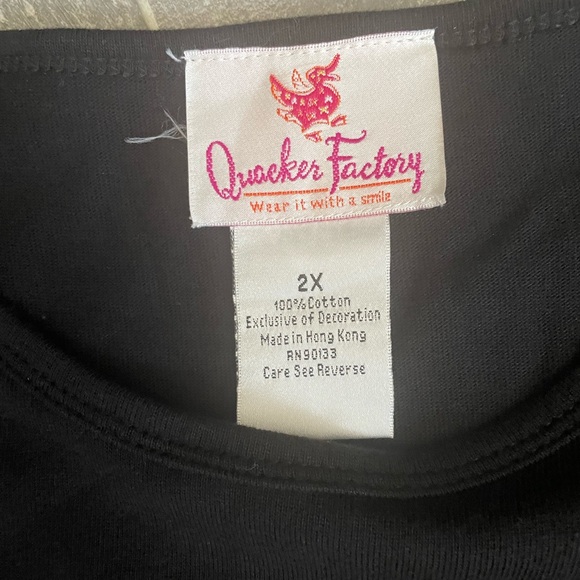 Quacker Factory
Wear it with a smile
2X
100% Cotton
Exclusive of Decoration
Made in Hong Kong
RN90133
Care See Reverse